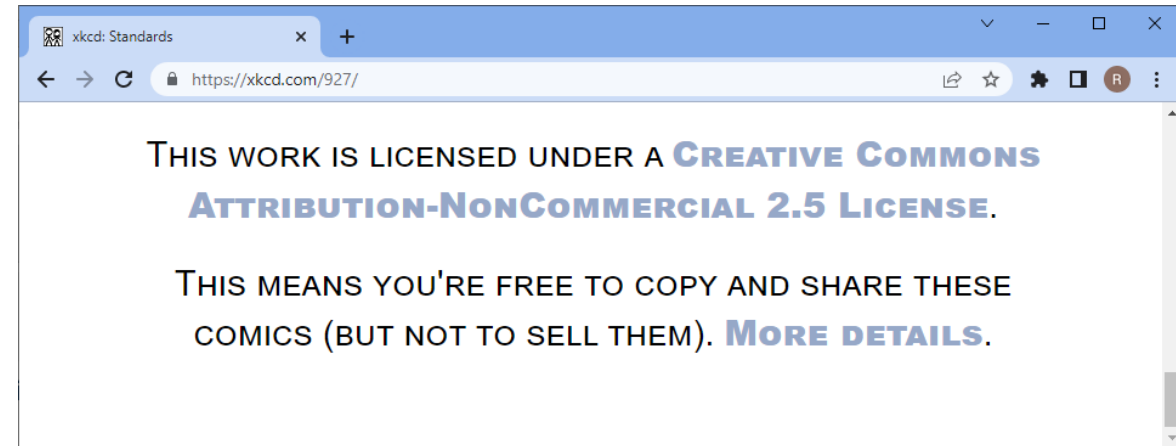 xkcd: Standards
https://xkcd.com/927/
R
THIS WORK IS LICENSED UNDER A CREATIVE COMMONS
ATTRIBUTION-NONCOMMERCIAL 2.5 LICENSE.
THIS MEANS YOU'RE FREE TO COPY AND SHARE THESE
COMICS (BUT NOT TO SELL THEM). MORE DETAILS.